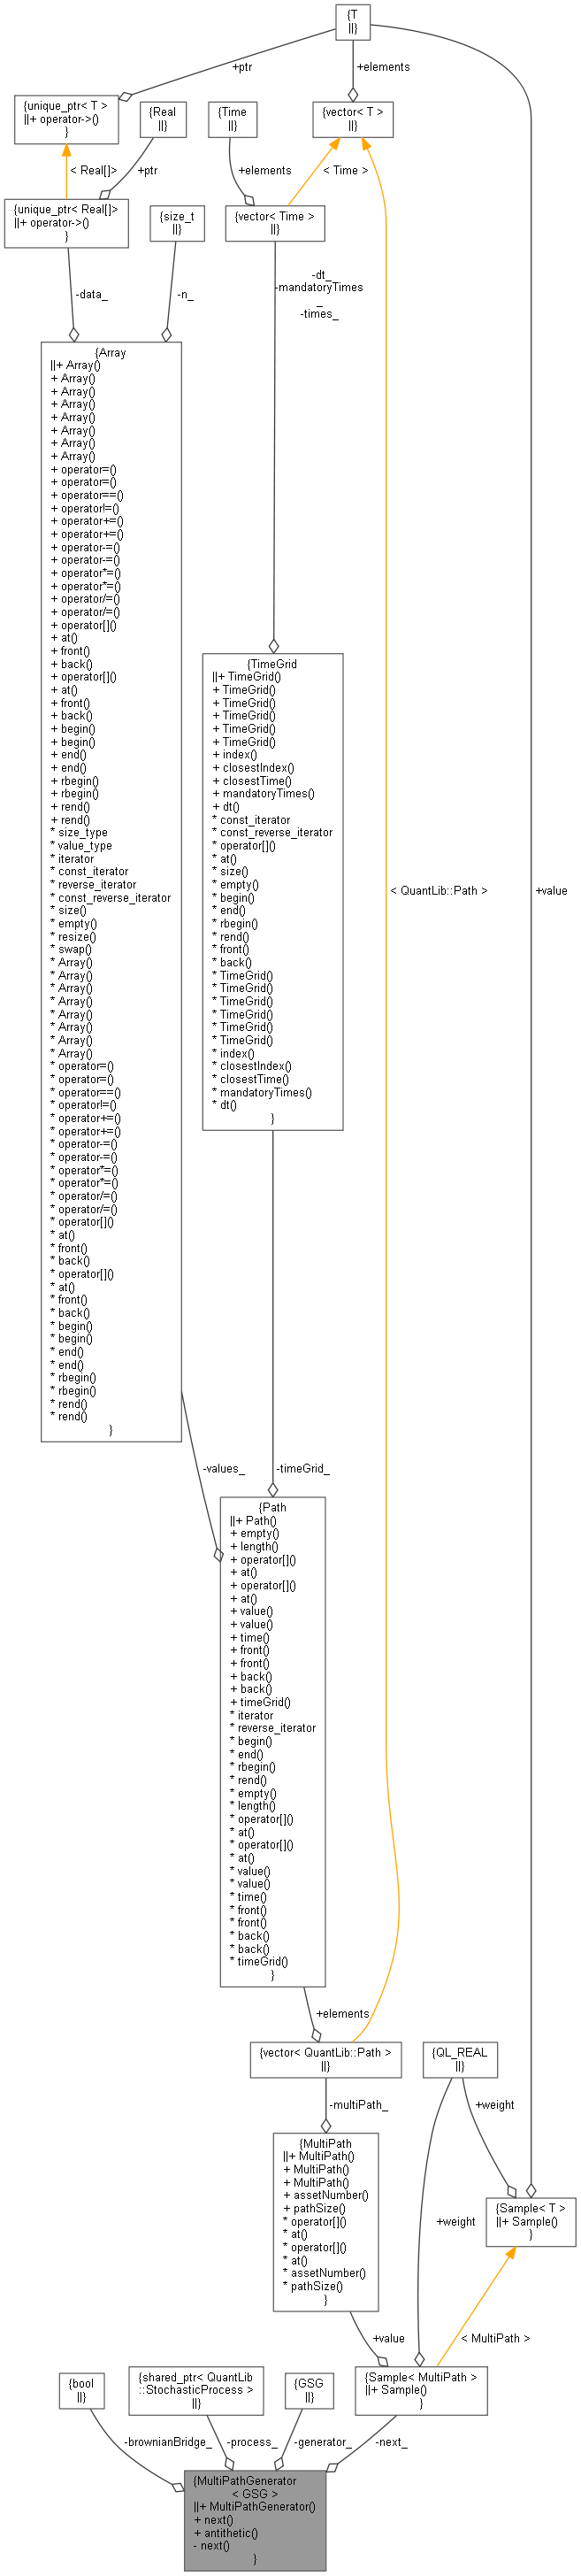 {T
||}
+ptr
+elements
{unique_ptr< T >
||+ operator->()
}
{Real
||}
{Time
||}
{vector< T >
||}
< Real[]>
+ptr
+elements
< Time >
{unique_ptr< Real[]>
||+ operator->()
}
{size_t
||}
{vector< Time >
||}
-data_
-n_
-dt_
-mandatoryTimes
_
-times_
{Array
||+ Array()
+ Array()
+ Array()
+ Array()
+ Array()
+ Array()
+ Array()
+ Array()
+ operator=()
+ operator=()
+ operator==()
+ operator!=()
+ operator+=()
+ operator+=()
+ operator-=()
+ operator-=()
+ operator*=()
+ operator*=()
+ operator/=()
+ operator/=()
+ operator[]()
+ at()
+ front()
+ back()
+ operator[]()
+ at()
+ front()
+ back()
+ begin()
+ begin()
+ end()
+ end()
+ rbegin()
+ rbegin()
+ rend()
+ rend()
* size_type
* value_type
* iterator
* const_iterator
* reverse_iterator
* const_reverse_iterator
* size()
* empty()
* resize()
* swap()
* Array()
* Array()
* Array()
* Array()
* Array()
* Array()
* Array()
* Array()
* operator=()
* operator=()
* operator==()
* operator!=()
* operator+=()
* operator+=()
* operator-=()
* operator-=()
* operator*=()
* operator*=()
* operator/=()
* operator/=()
* operator[]()
* at()
* front()
* back()
* operator[]()
* at()
* front()
* back()
* begin()
* begin()
* end()
* end()
* rbegin()
* rbegin()
* rend()
* rend()
}
{TimeGrid
||+ TimeGrid()
+ TimeGrid()
+ TimeGrid()
+ TimeGrid()
+ TimeGrid()
+ TimeGrid()
+ index()
+ closestIndex()
+ closestTime()
+ mandatoryTimes()
+ dt()
* const_iterator
* const_reverse_iterator
* operator[]()
* at()
* size()
* empty()
* begin()
* end()
* rbegin()
* rend()
* front()
* back()
* TimeGrid()
* TimeGrid()
* TimeGrid()
* TimeGrid()
* TimeGrid()
* TimeGrid()
* index()
* closestIndex()
* closestTime()
* mandatoryTimes()
* dt()
}
< QuantLib::Path >
+value
-values_
-timeGrid_
{Path
||+ Path()
+ empty()
+ length()
+ operator[]()
+ at()
+ operator[]()
+ at()
+ value()
+ value()
+ time()
+ front()
+ front()
+ back()
+ back()
+ timeGrid()
* iterator
* reverse_iterator
* begin()
* end()
* rbegin()
* rend()
* empty()
* length()
* operator[]()
* at()
* operator[]()
* at()
* value()
* value()
* time()
* front()
* front()
* back()
* back()
* timeGrid()
}
+elements
{vector< QuantLib::Path >
||}
{QL_REAL
||}
-multiPath_
+weight
{MultiPath
||+ MultiPath()
+ MultiPath()
+ MultiPath()
+ assetNumber()
+ pathSize()
* operator[]()
* at()
* operator[]()
* at()
* assetNumber()
* pathSize()
}
+weight
{Sample< T >
||+ Sample()
}
+value
< MultiPath >
{bool
||}
{shared_ptr< QuantLib
::StochasticProcess >
||}
{GSG
||}
{Sample< MultiPath >
||+ Sample()
}
-brownianBridge_
-process_
-generator_
-next_
{MultiPathGenerator
< GSG >
||+ MultiPathGenerator()
+ next()
+ antithetic()
- next()
}